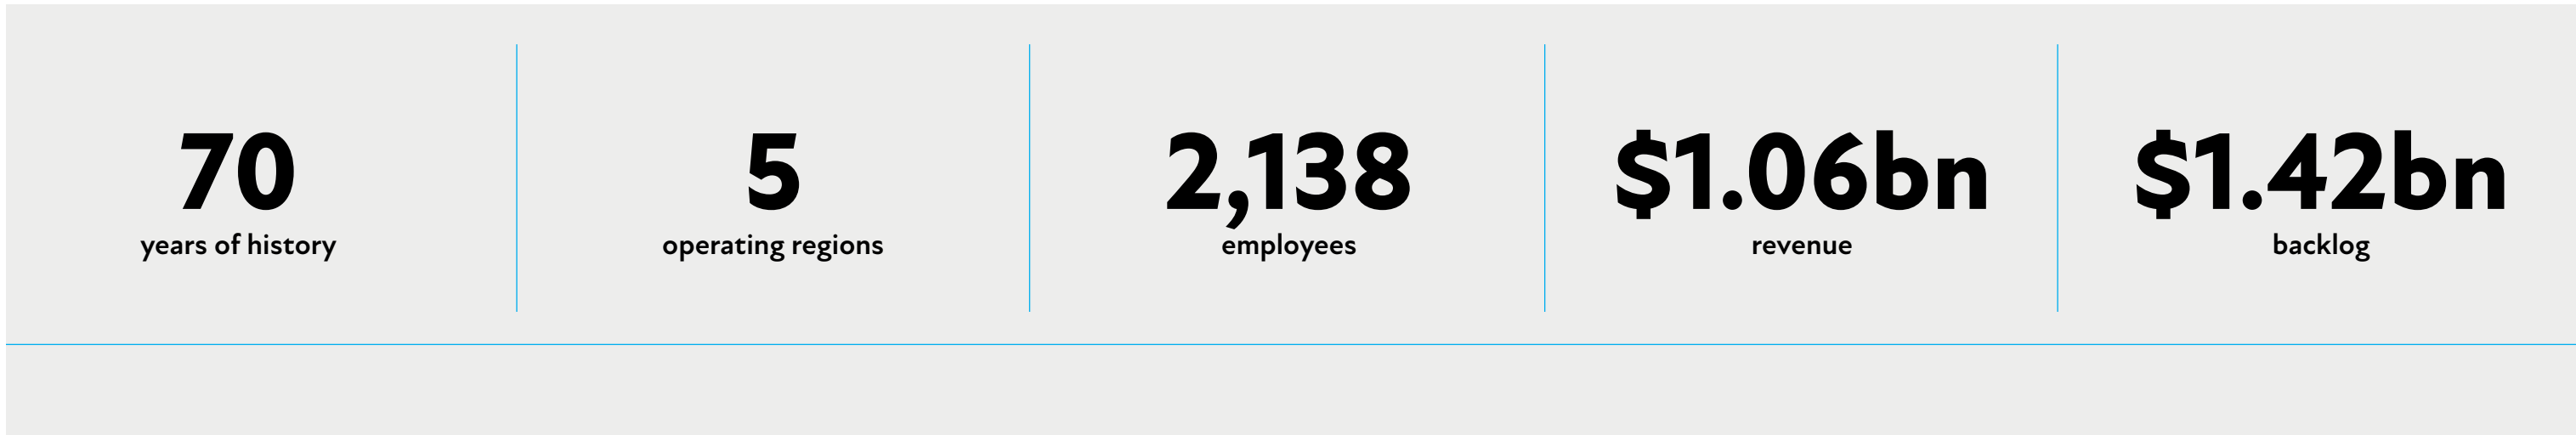 70
years of history
5
operating regions
2,138
employees
$1.06bn
revenue
$1.42bn
backlog